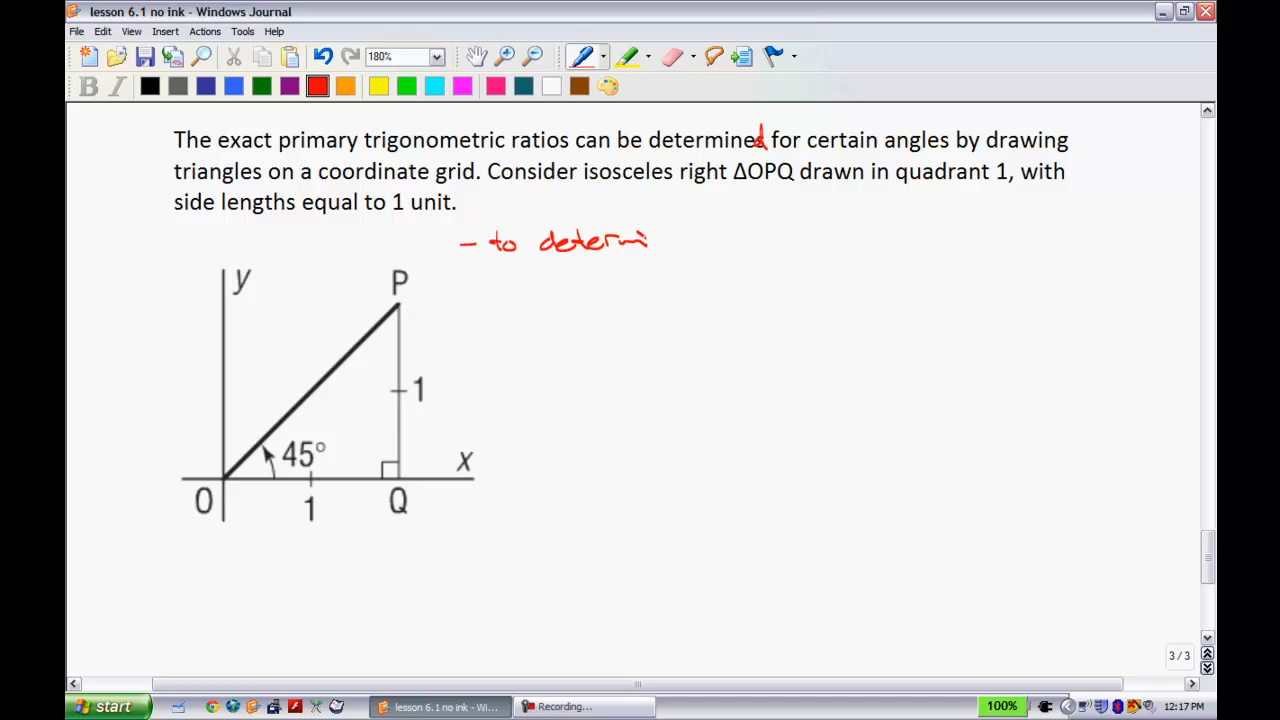 lesson 6.1 no ink - Windows Journal
File Edit View Insert Actions Tools Help
180%
B I
The exact primary trigonometric ratios can be determined for certain angles by drawing
triangles on a coordinate grid. Consider isosceles right ΔOPQ drawn in quadrant 1, with
side lengths equal to 1 unit.
- to determi
y
P
1
45°
x
O
1
Q
3 / 3
start
lesson 6.1 no ink - Wi...
Recording...
100%
12:17 PM